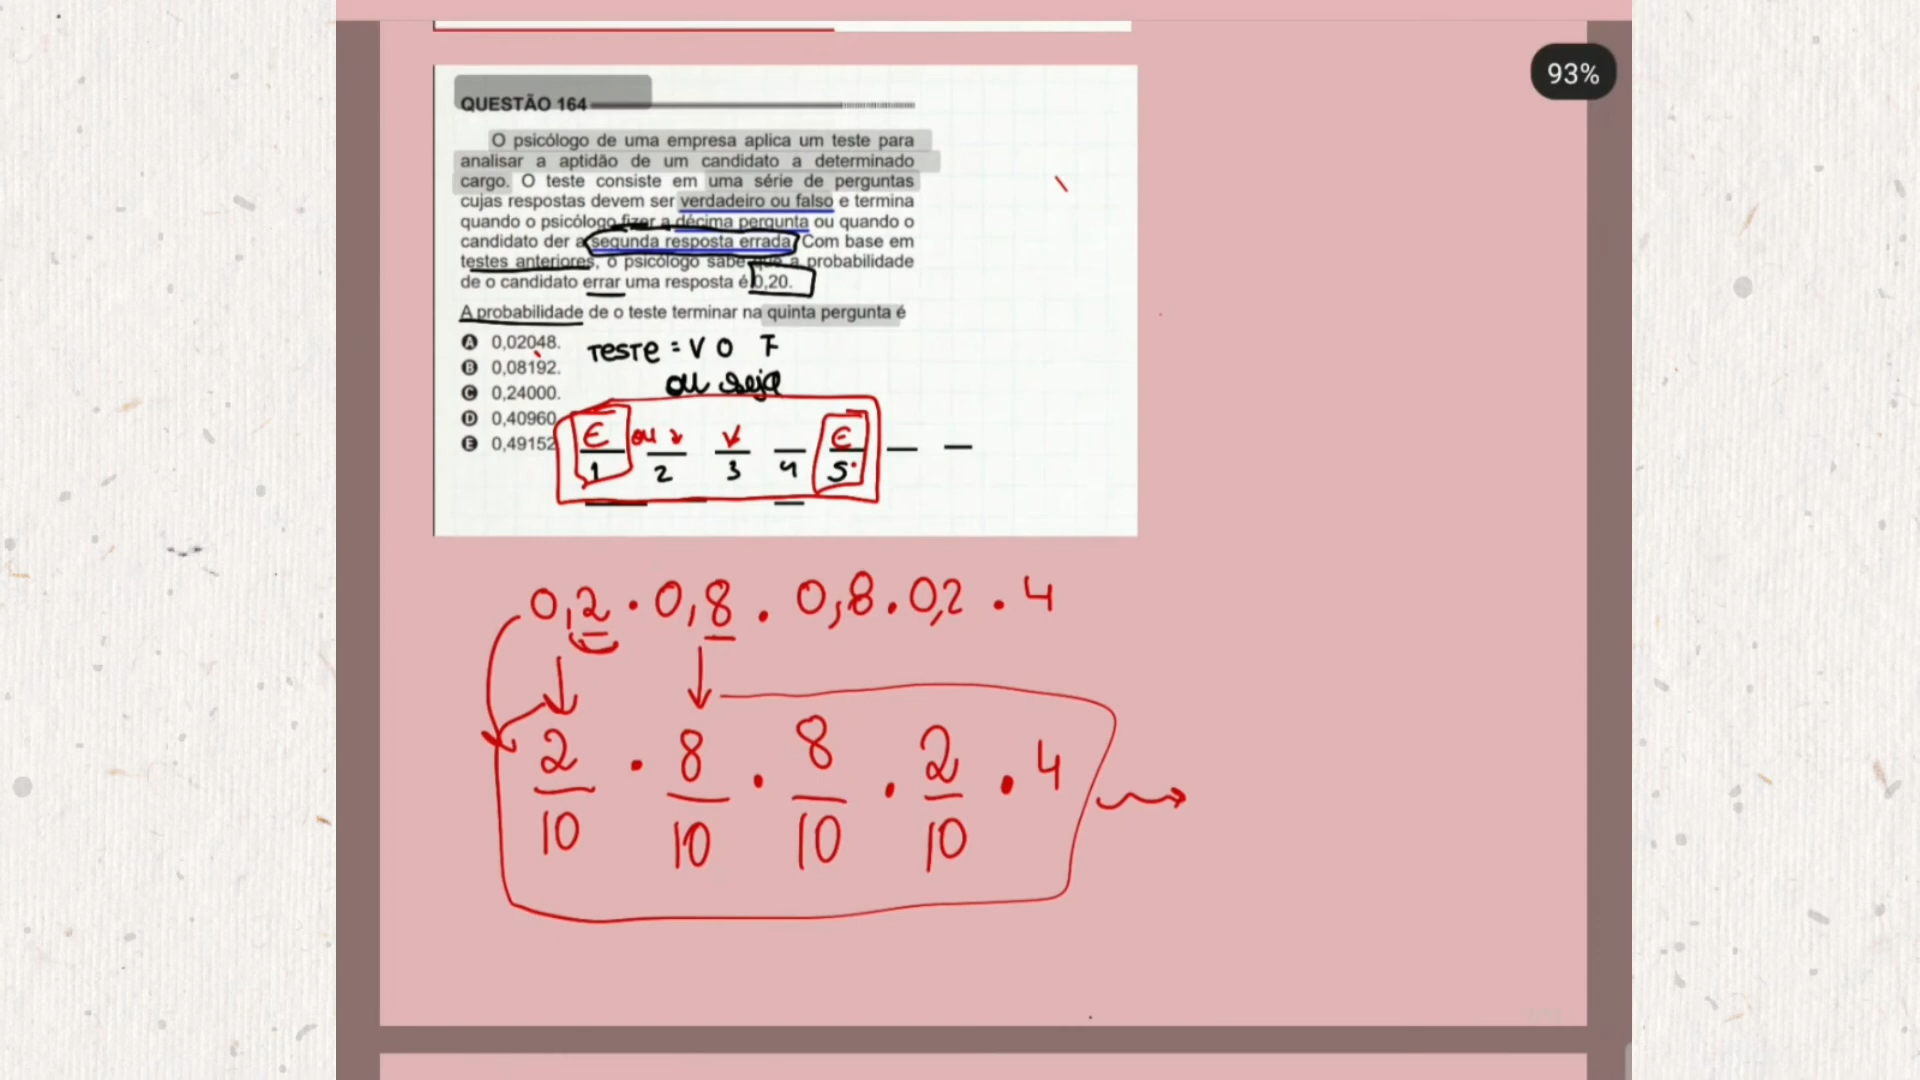 93%
QUESTÃO 164
O psicólogo de uma empresa aplica um teste para
analisar a aptidão de um candidato a determinado
cargo. O teste consiste em uma série de perguntas
cujas respostas devem ser verdadeiro ou falso e termina
quando o psicólogo fizer a décima pergunta ou quando o
candidato der a segunda resposta errada. Com base em
testes anteriores, o psicólogo sabe que a probabilidade
de o candidato errar uma resposta é 0,20.
A probabilidade de o teste terminar na quinta pergunta é
A 0,02048.
B 0,08192.
C 0,24000.
D 0,40960
E 0,49152
TESTE = V O F
ou seja
E ou 2 V E
1 2 3 4 5
0,2 · 0,8 · 0,8 · 0,2 · 4
2/10 · 8/10 · 8/10 · 2/10 · 4